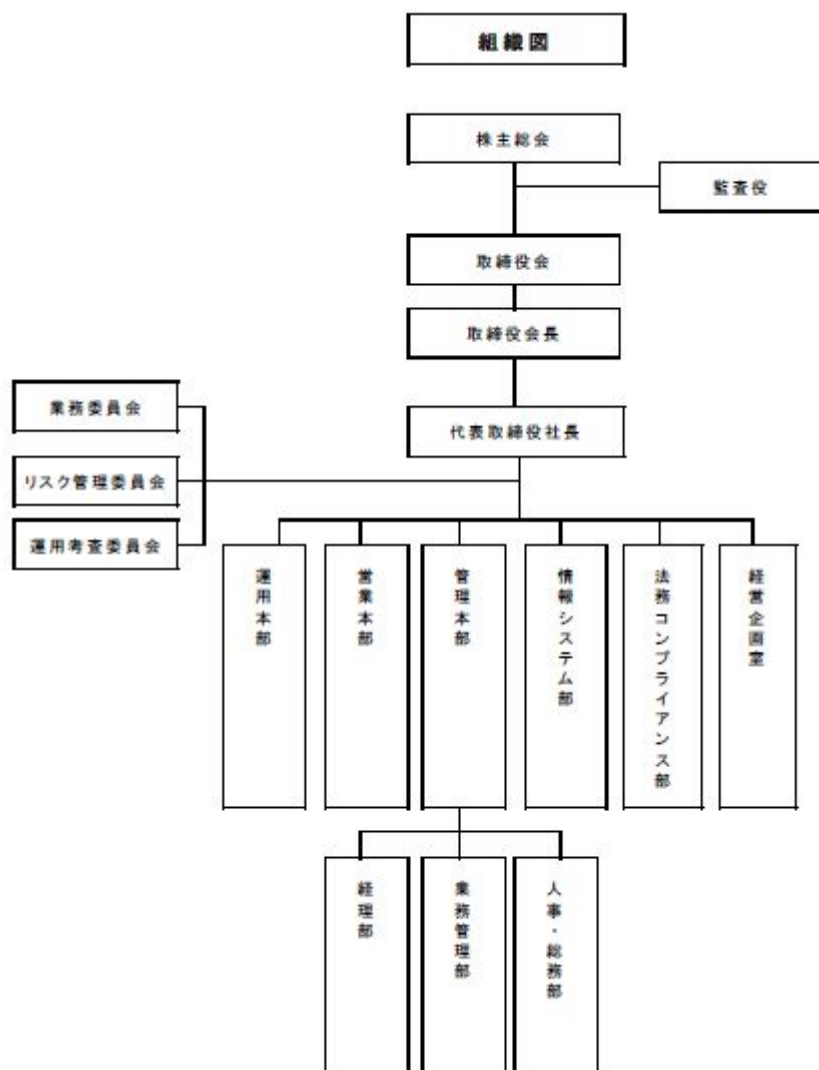 組織図
株主総会
監査役
取締役会
取締役会長
代表取締役社長
業務委員会
リスク管理委員会
運用考査委員会
運用本部
営業本部
管理本部
情報システム部
法務コンプライアンス部
経営企画室
経理部
業務管理部
人事・総務部